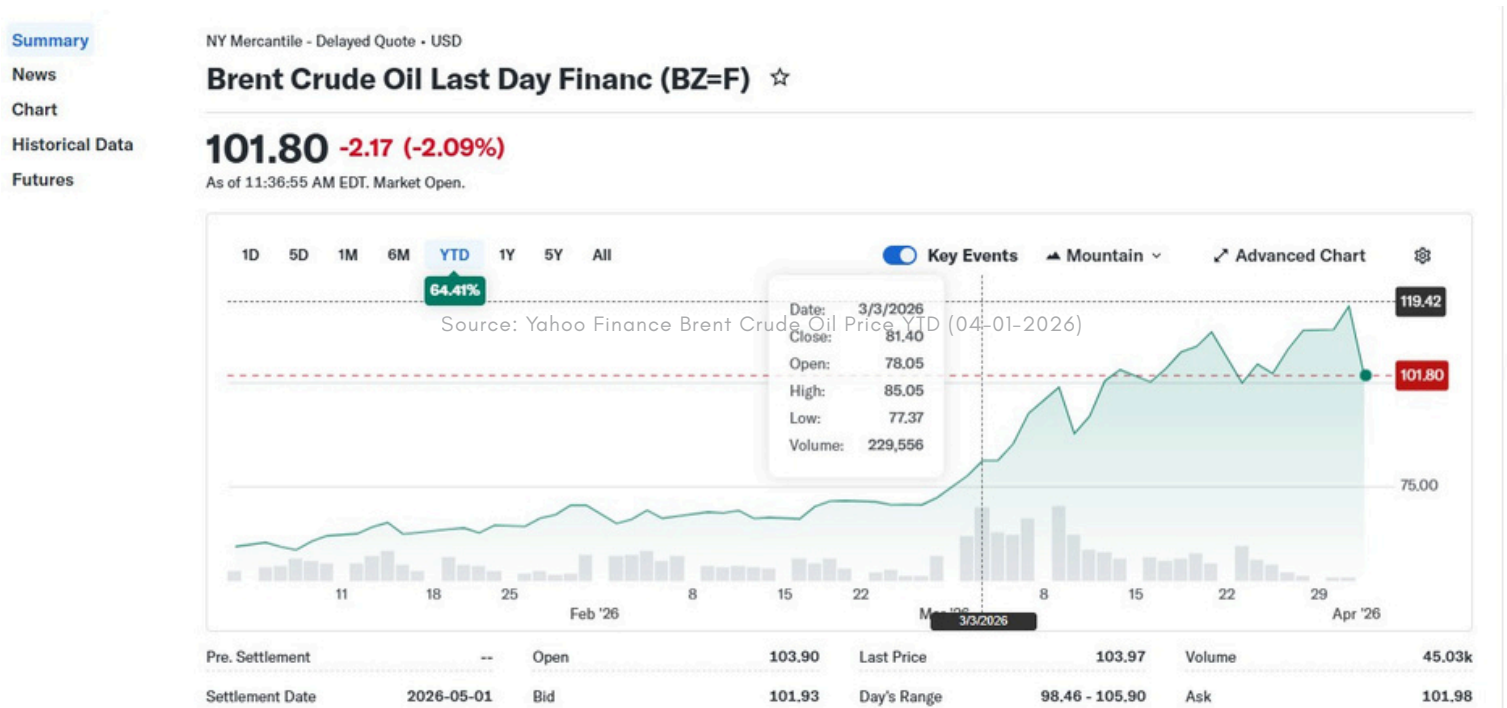 Summary
News
Chart
Historical Data
Futures
NY Mercantile - Delayed Quote • USD
Brent Crude Oil Last Day Financ (BZ=F)
101.80 -2.17 (-2.09%)
As of 11:36:55 AM EDT. Market Open.
1D 5D 1M 6M YTD 1Y 5Y All Key Events Mountain Advanced Chart
64.41%
119.42
Date: 3/3/2026
Source: Yahoo Finance Brent Crude Oil Price YTD (04-01-2026)
Close: 81.40
Open: 78.05
High: 85.05
Low: 77.37
Volume: 229,556
101.80
75.00
11 18 25 8 15 22 8 15 22 29
Feb '26 Mar '26 Apr '26
3/3/2026
Pre. Settlement -- Open 103.90 Last Price 103.97 Volume 45.03k
Settlement Date 2026-05-01 Bid 101.93 Day's Range 98.46 - 105.90 Ask 101.98